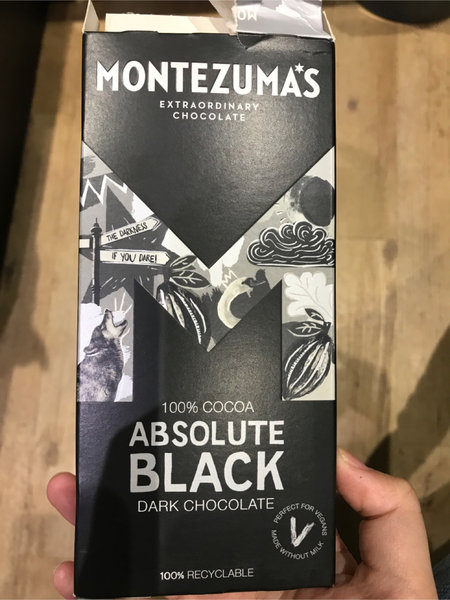 MO
MONTEZUMA'S
EXTRAORDINARY
CHOCOLATE
THE DARKNESS
IF YOU DARE!
100% COCOA
ABSOLUTE
BLACK
DARK CHOCOLATE
PERFECT FOR VEGANS
MADE WITHOUT MILK
100% RECYCLABLE